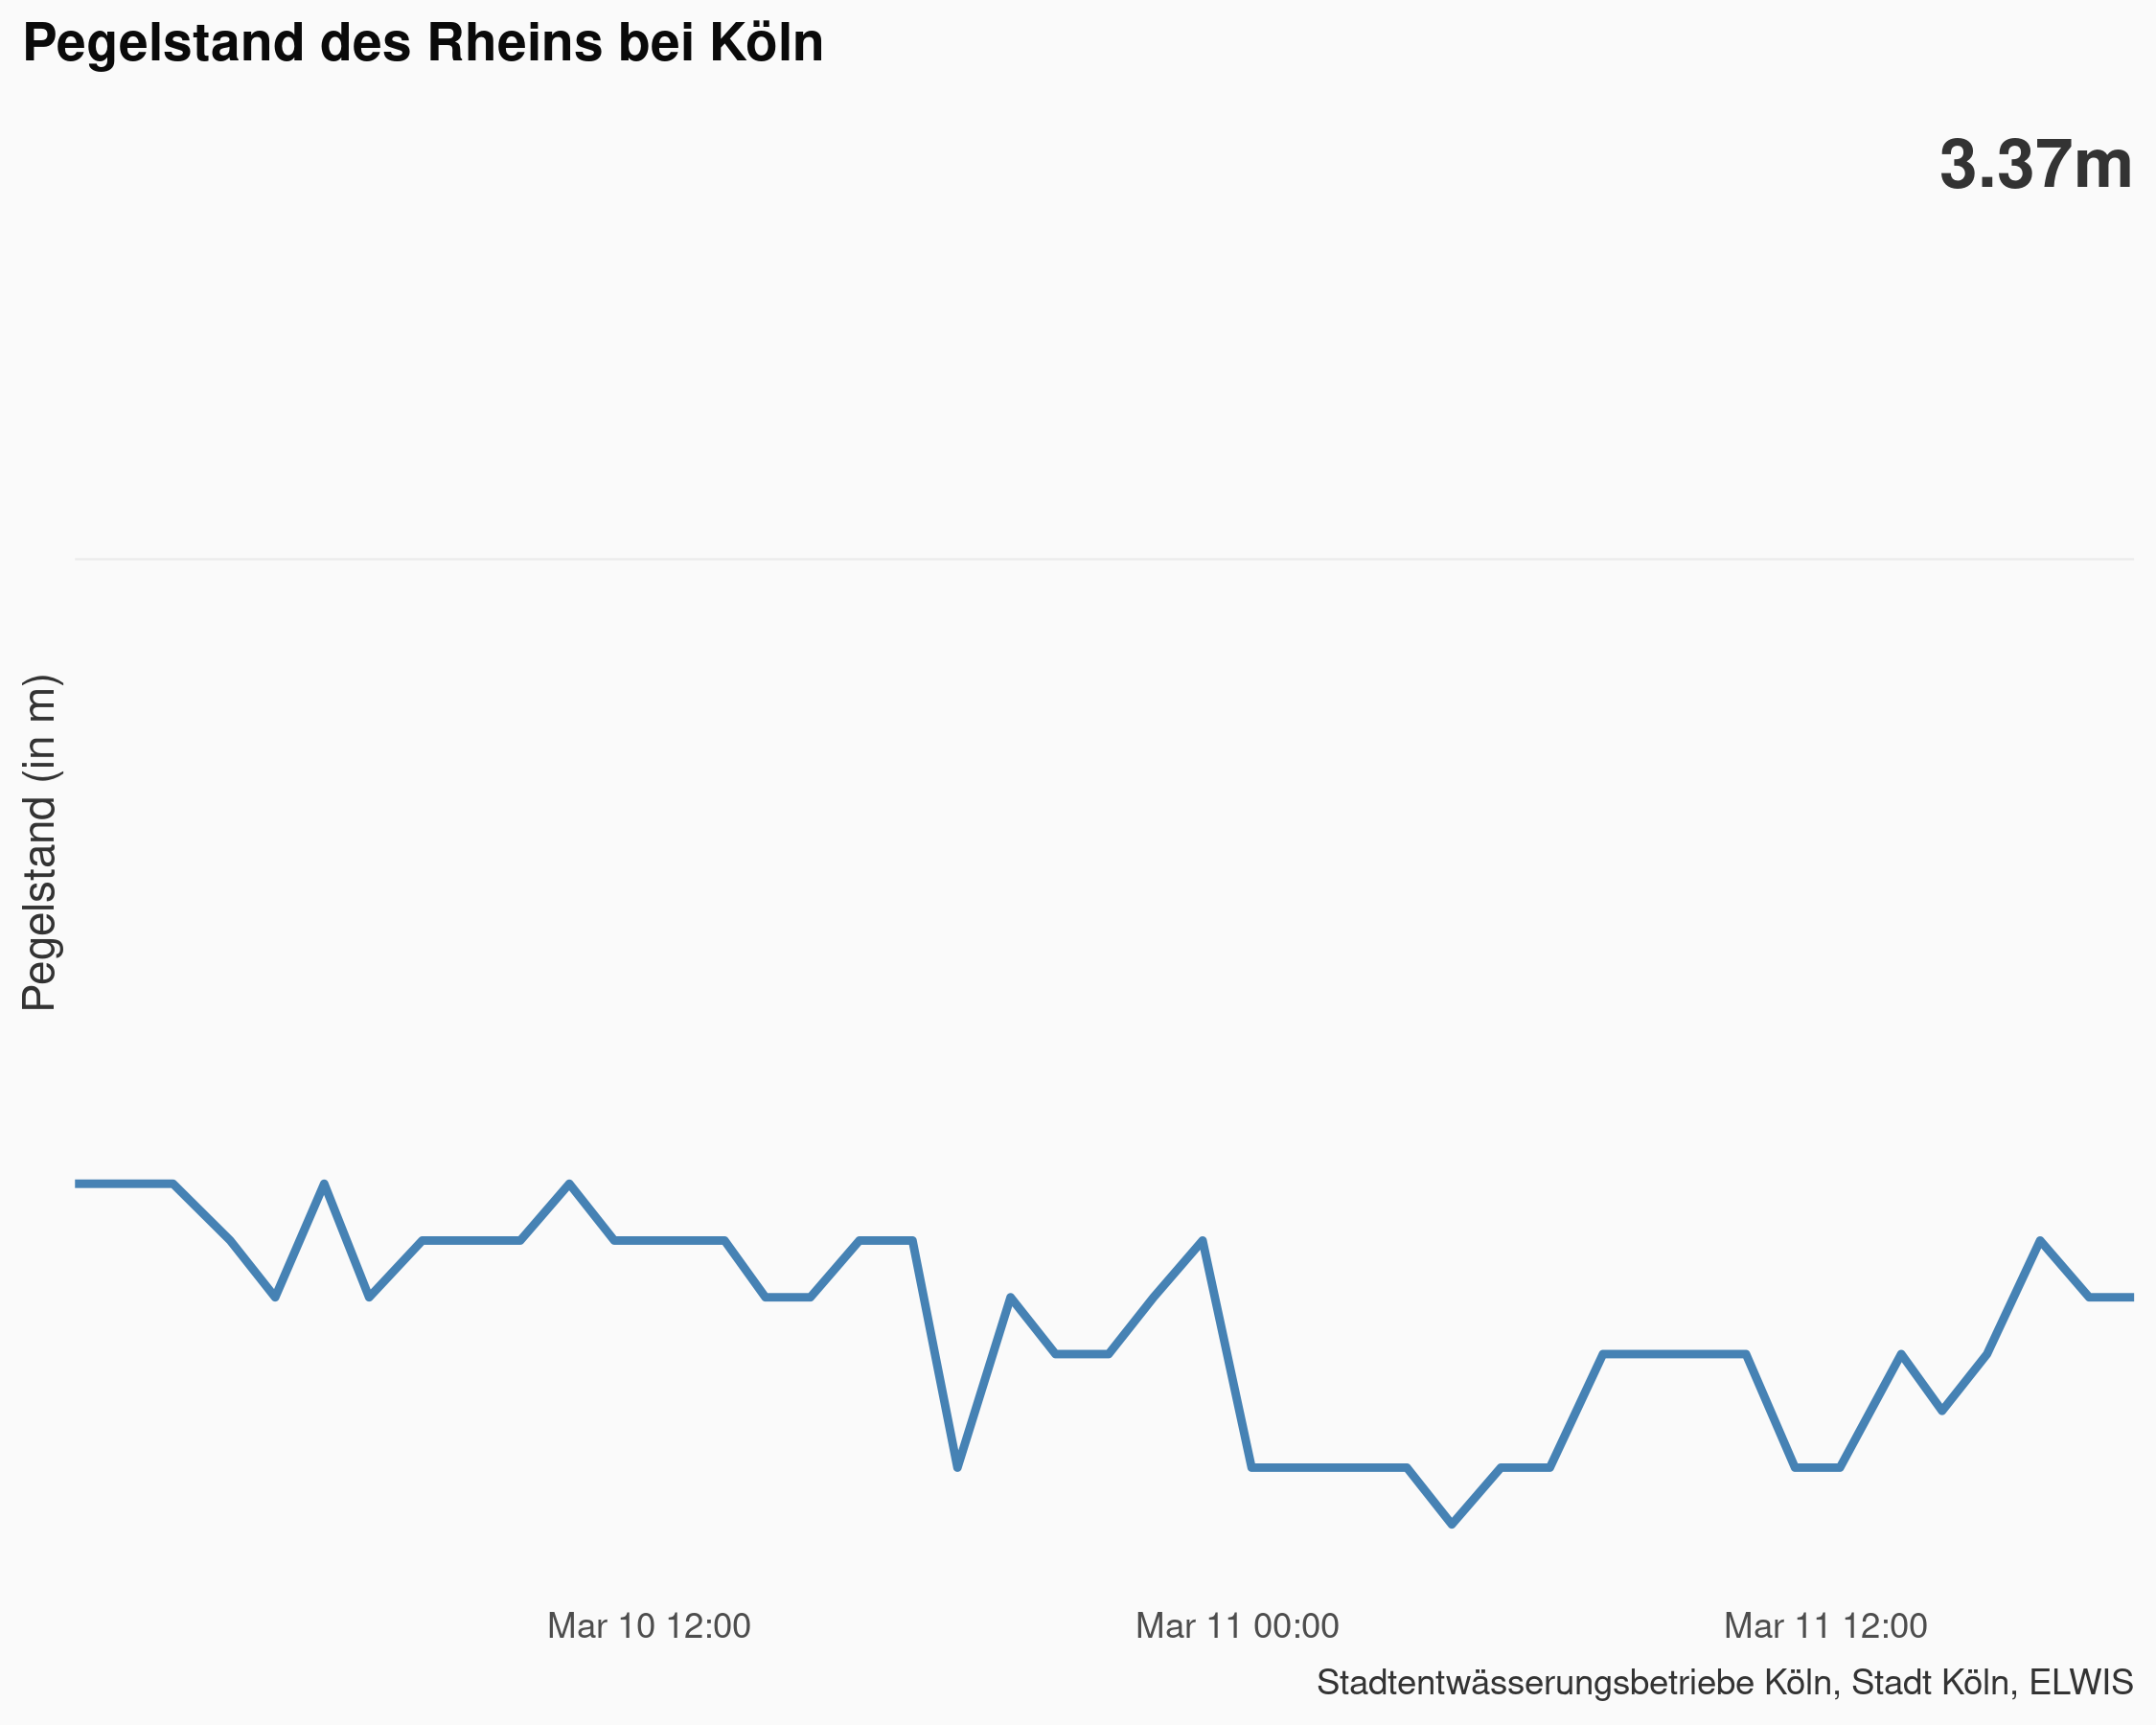 Pegelstand des Rheins bei Köln
3.37m
Pegelstand (in m)
Mar 10 12:00
Mar 11 00:00
Mar 11 12:00
Stadtentwässerungsbetriebe Köln, Stadt Köln, ELWIS